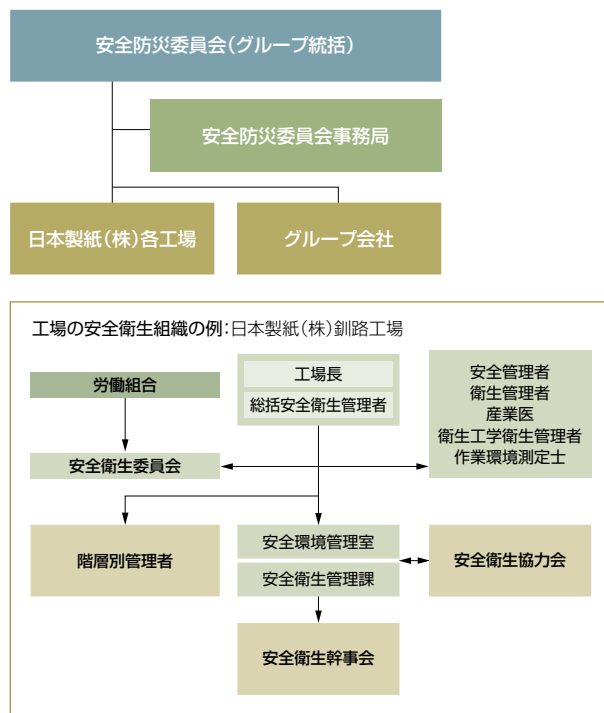 安全防災委員会(グループ統括)
安全防災委員会事務局
日本製紙(株)各工場
グループ会社
工場の安全衛生組織の例:日本製紙(株)釧路工場
労働組合
工場長
総括安全衛生管理者
安全管理者
衛生管理者
産業医
衛生工学衛生管理者
作業環境測定士
安全衛生委員会
階層別管理者
安全環境管理室
安全衛生管理課
安全衛生協力会
安全衛生幹事会